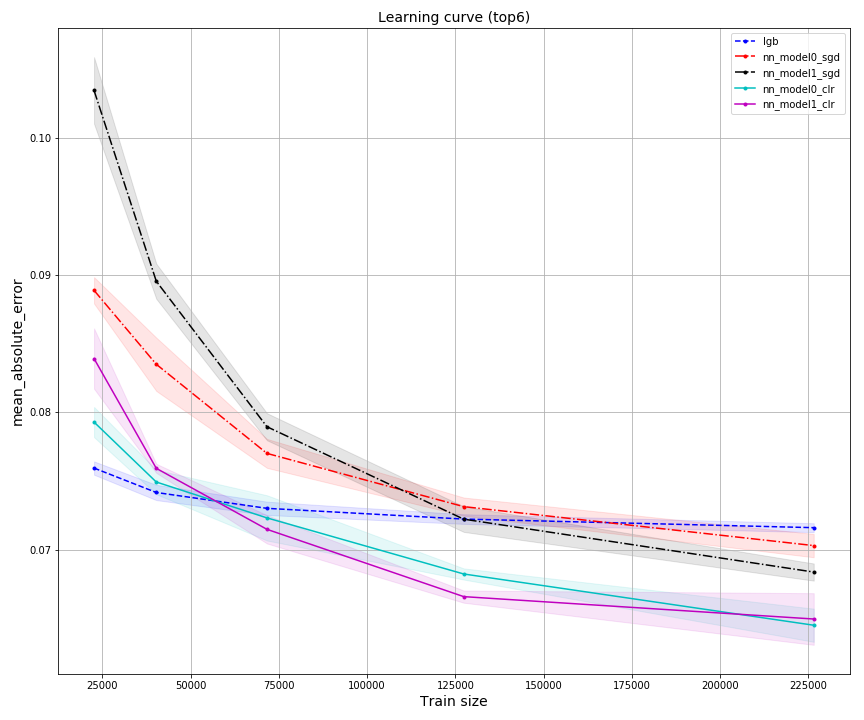 Learning curve (top6)
lgb
nn_model0_sgd
nn_model1_sgd
nn_model0_clr
nn_model1_clr
mean_absolute_error
0.10
0.09
0.08
0.07
25000 50000 75000 100000 125000 150000 175000 200000 225000
Train size